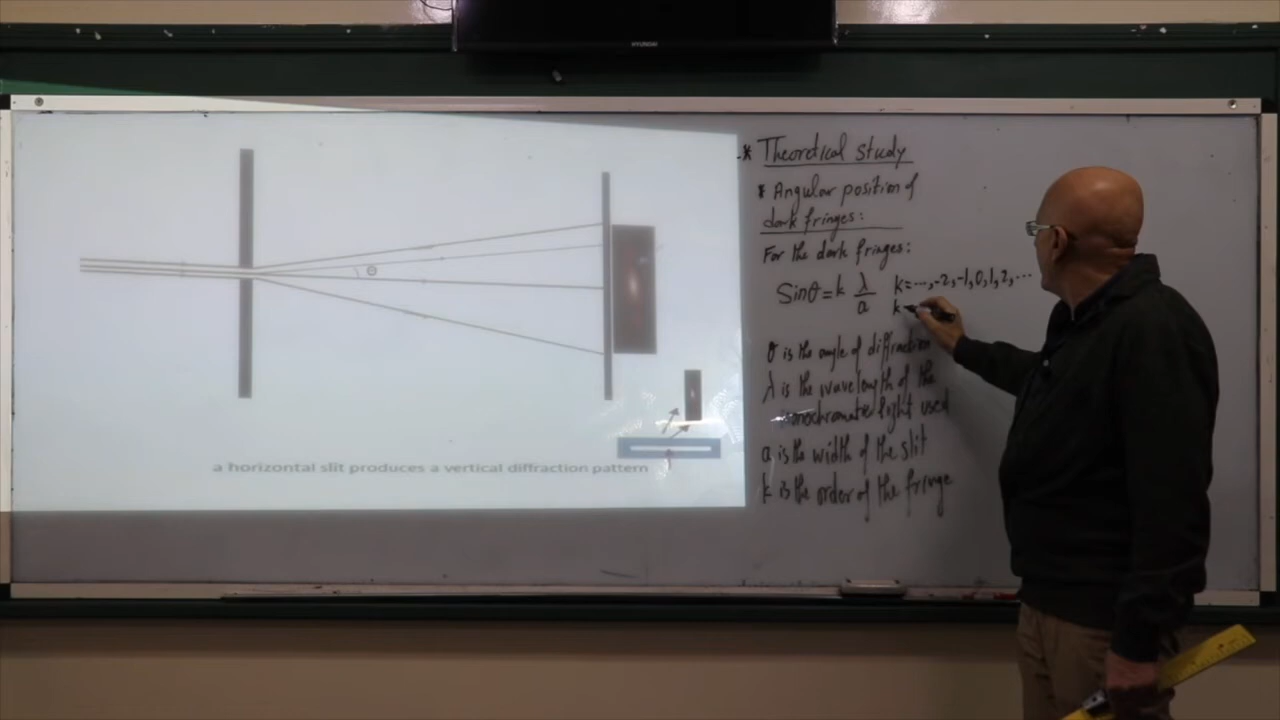 HYUNDAI
* Theoretical study
* Angular position of
dark fringes:
For the dark fringes:
Sinθ = k λ/a k = ..., -2, -1, 0, 1, 2, ...
k
θ is the angle of diffraction
λ is the wavelength of the
monochromatic light used
a is the width of the slit
k is the order of the fringe
θ
a horizontal slit produces a vertical diffraction pattern